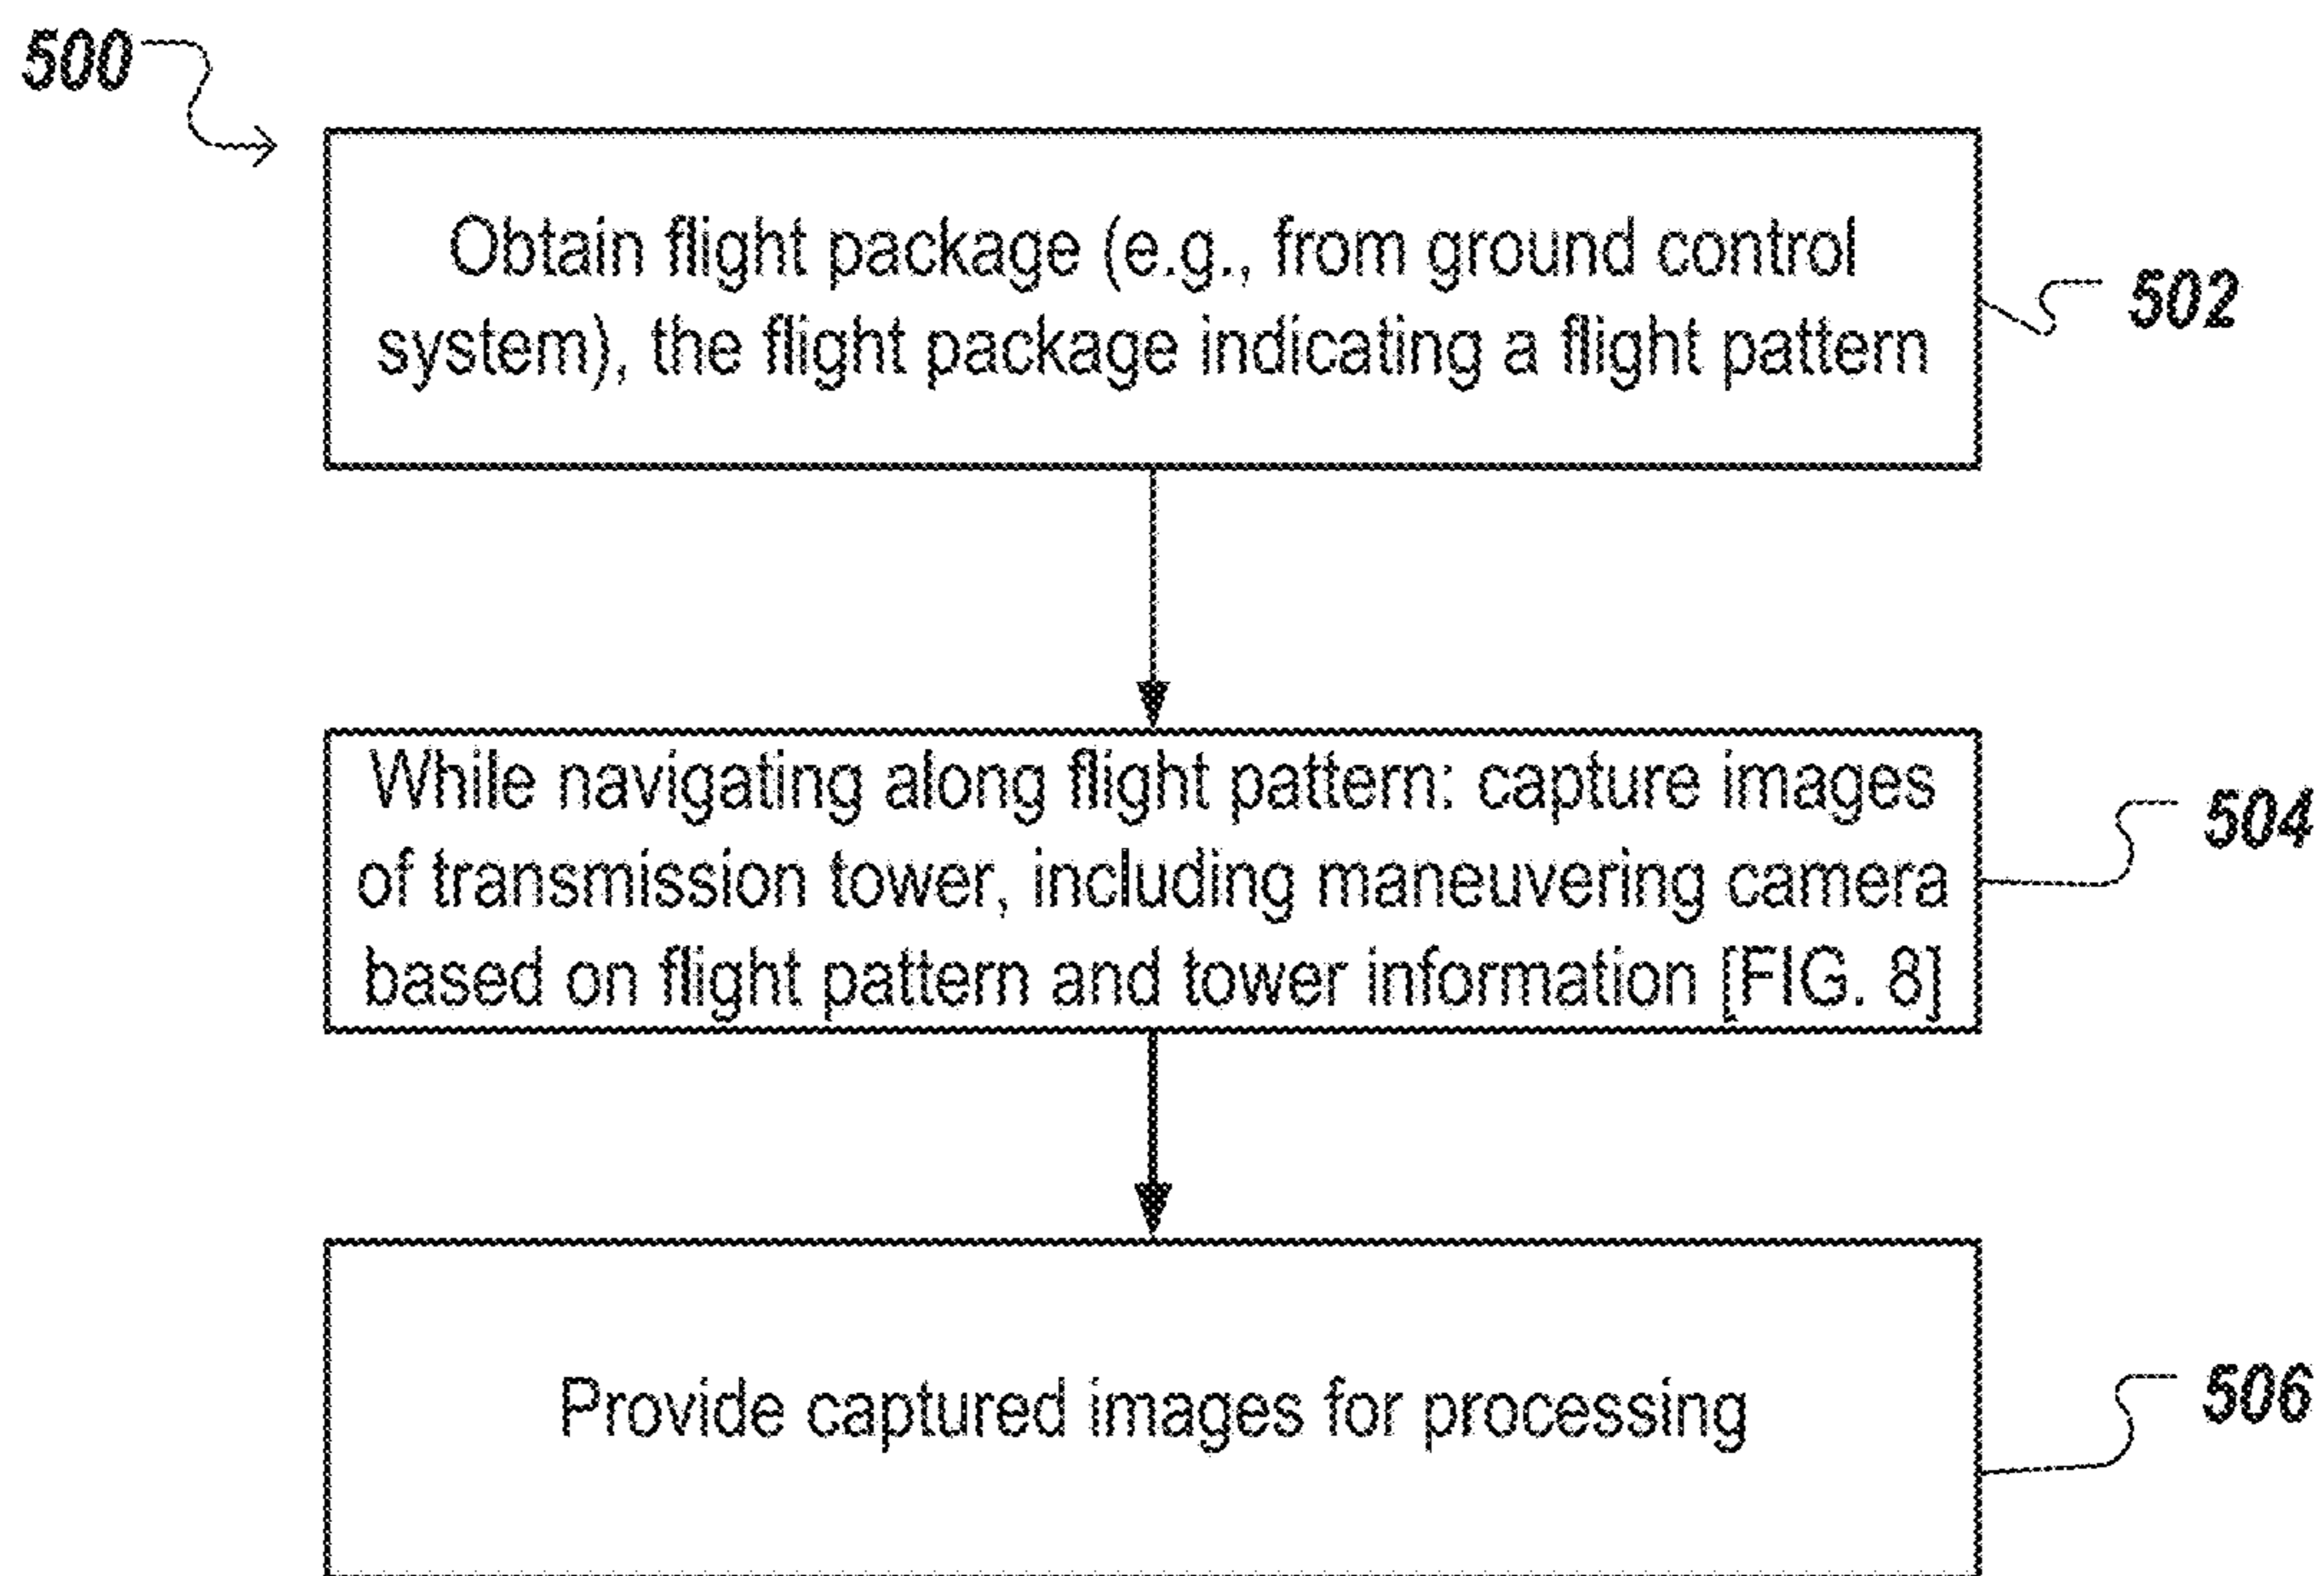 500
Obtain flight package (e.g., from ground control
system), the flight package indicating a flight pattern
502
While navigating along flight pattern: capture images
of transmission tower, including maneuvering camera
based on flight pattern and tower information [FIG. 8]
504
Provide captured images for processing
506